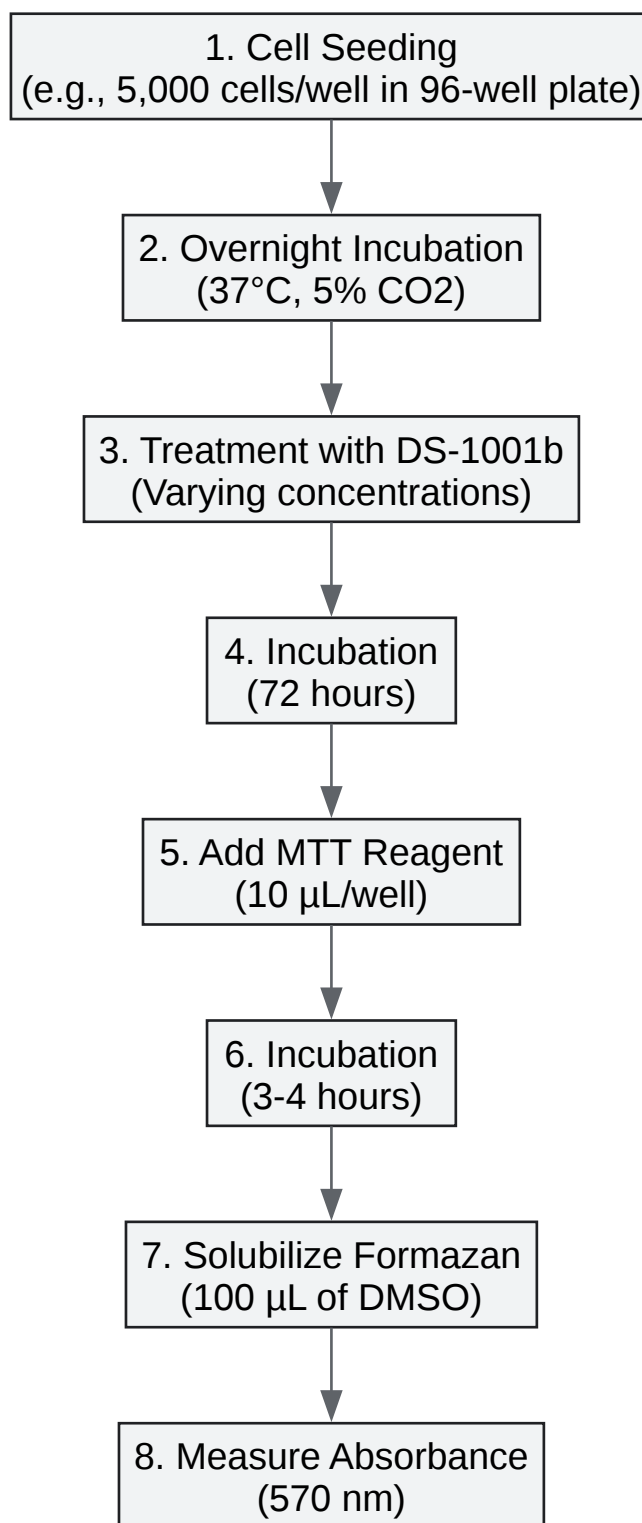 1. Cell Seeding
(e.g., 5,000 cells/well in 96-well plate)
2. Overnight Incubation
(37°C, 5% CO2)
3. Treatment with DS-1001b
(Varying concentrations)
4. Incubation
(72 hours)
5. Add MTT Reagent
(10 µL/well)
6. Incubation
(3-4 hours)
7. Solubilize Formazan
(100 µL of DMSO)
8. Measure Absorbance
(570 nm)